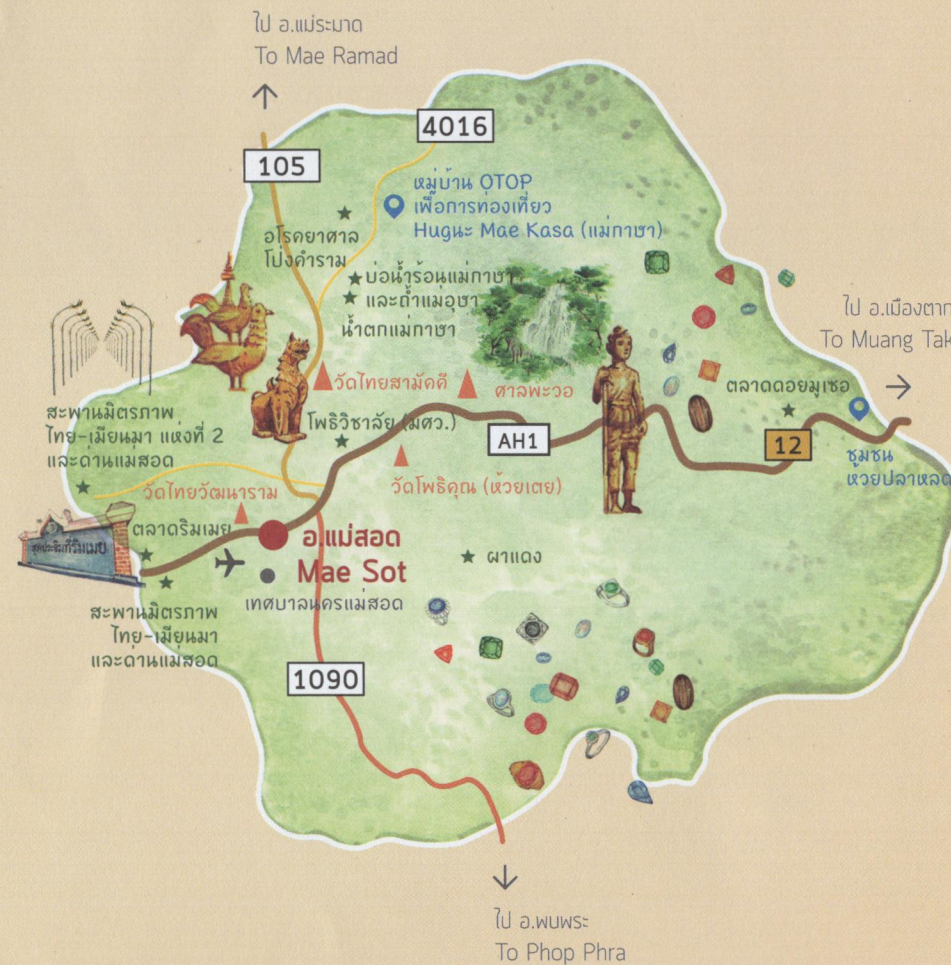 ไป อ.แม่ระมาด
To Mae Ramad
4016
105
หมู่บ้าน OTOP
เพื่อการท่องเที่ยว
Hugนะ Mae Kasa (แม่กาษา)
อโรคยาศาล
โป่งคำราม
บ่อน้ำร้อนแม่กาษา
และถ้ำแม่อุษา
น้ำตกแม่กาษา
ไป อ.เมืองตาก
To Muang Tak
วัดไทยสามัคคี
ศาลพะวอ
ตลาดดอยมูเซอ
สะพานมิตรภาพ
ไทย-เมียนมา แห่งที่ 2
และด่านแม่สอด
โพธิวิชาลัย (มศว.)
AH1
12
ชุมชน
ห้วยปลาหลด
วัดไทยวัฒนาราม
วัดโพธิคุณ (ห้วยเตย)
ตลาดริมเมย
อ.แม่สอด
Mae Sot
เทศบาลนครแม่สอด
ผาแดง
สุดประจิมที่ริมเมย
สะพานมิตรภาพ
ไทย-เมียนมา
และด่านแม่สอด
1090
ไป อ.พบพระ
To Phop Phra